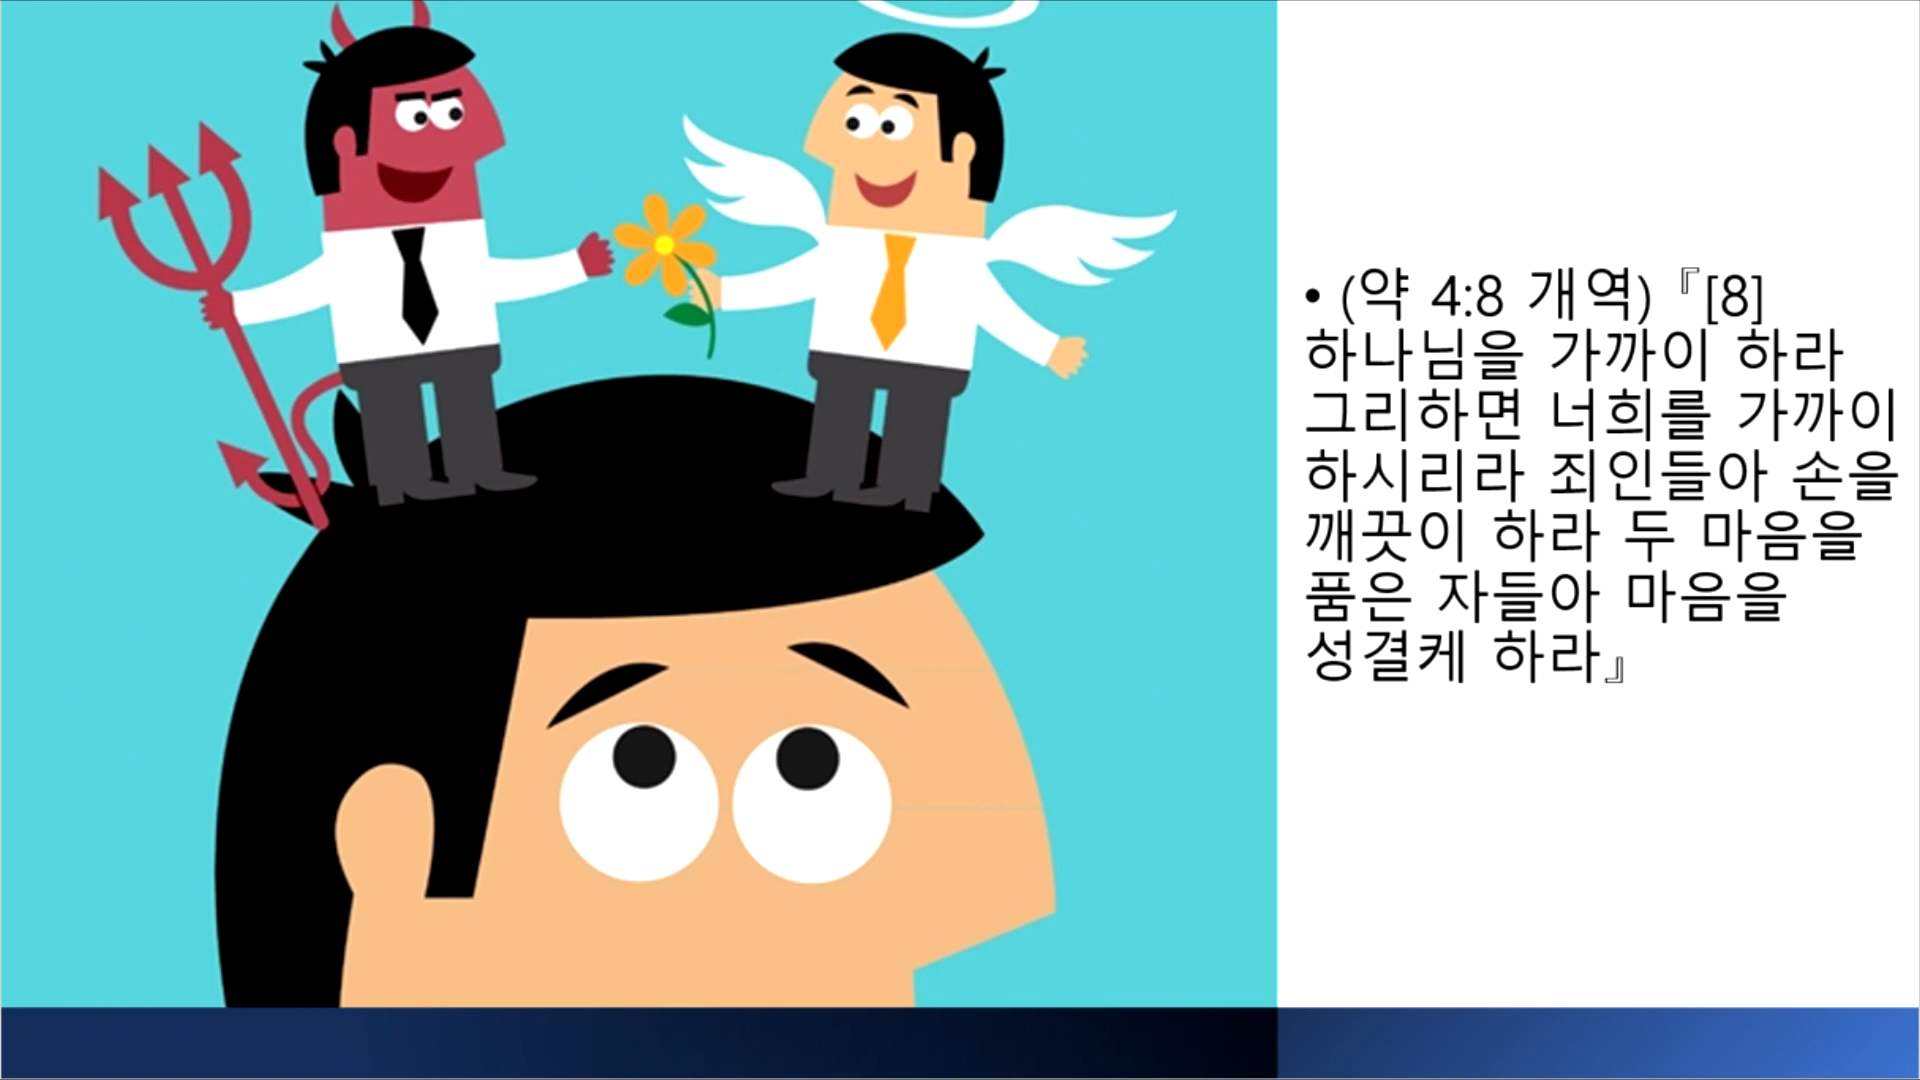 • (약 4:8 개역)『[8]
하나님을 가까이 하라
그리하면 너희를 가까이
하시리라 죄인들아 손을
깨끗이 하라 두 마음을
품은 자들아 마음을
성결케 하라』